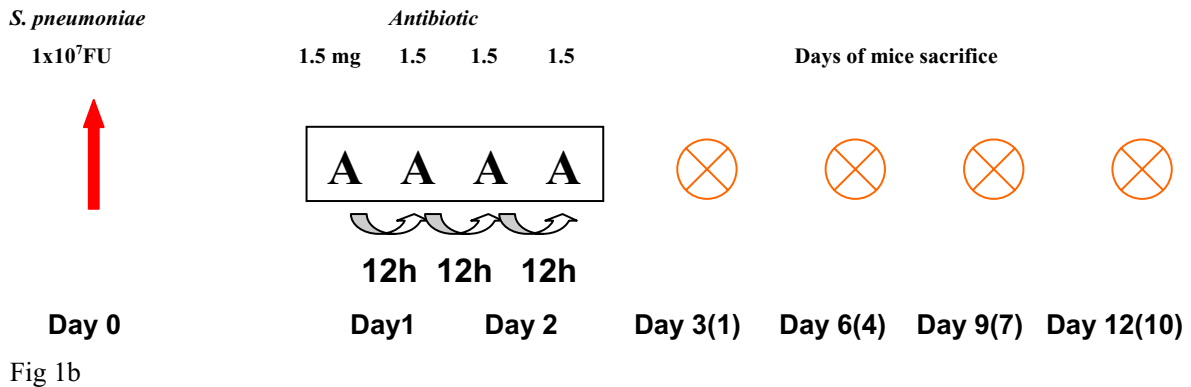 S. pneumoniae Antibiotic
1x10⁷FU 1.5 mg 1.5 1.5 1.5 Days of mice sacrifice
A A A A
12h 12h 12h
Day 0 Day1 Day 2 Day 3(1) Day 6(4) Day 9(7) Day 12(10)
Fig 1b